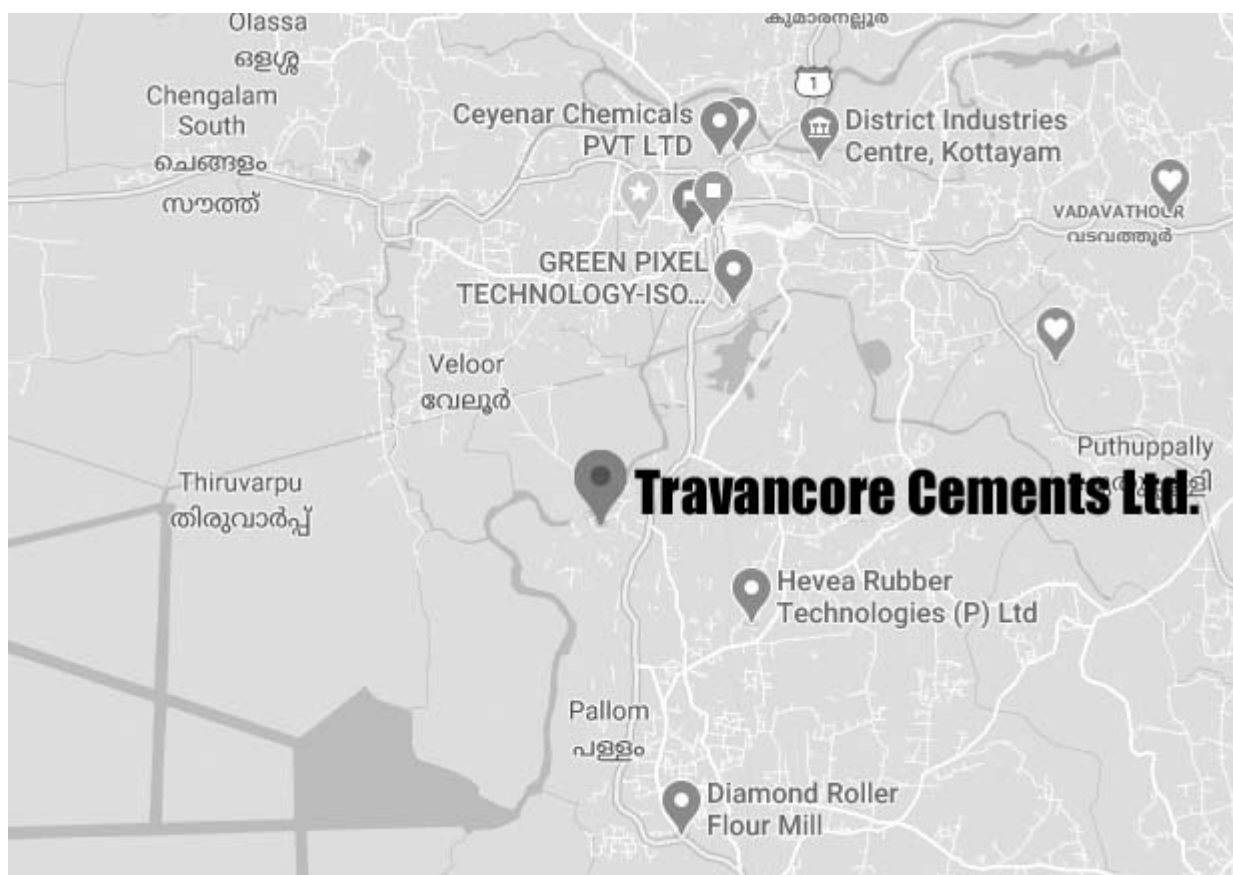 കുമാരനല്ലൂർ
Olassa
ഒളശ്ശ
Chengalam
South
ചെങ്ങളം
സൗത്ത്
1
Ceyenar Chemicals
PVT LTD
District Industries
Centre, Kottayam
VADAVATHOOR
വടവത്തൂർ
GREEN PIXEL
TECHNOLOGY-ISO...
Veloor
വേലൂർ
Puthuppally
Thiruvarpu
തിരുവാർപ്പ്
Travancore Cements Ltd.
Hevea Rubber
Technologies (P) Ltd
Pallom
പള്ളം
Diamond Roller
Flour Mill